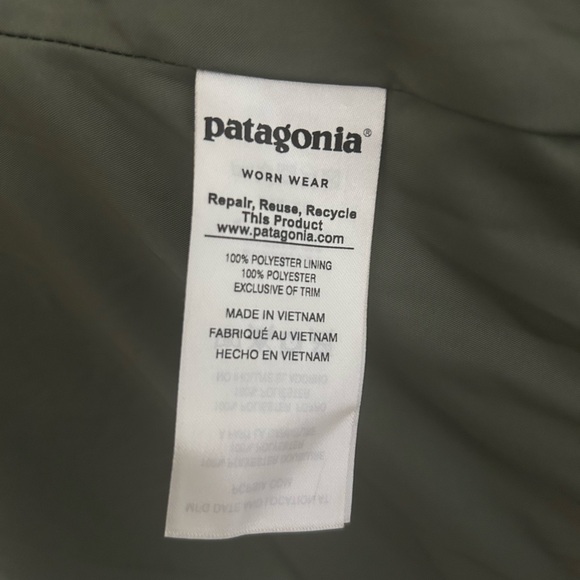 patagonia®
WORN WEAR
Repair, Reuse, Recycle
This Product
www.patagonia.com
100% POLYESTER LINING
100% POLYESTER
EXCLUSIVE OF TRIM
MADE IN VIETNAM
FABRIQUÉ AU VIETNAM
HECHO EN VIETNAM